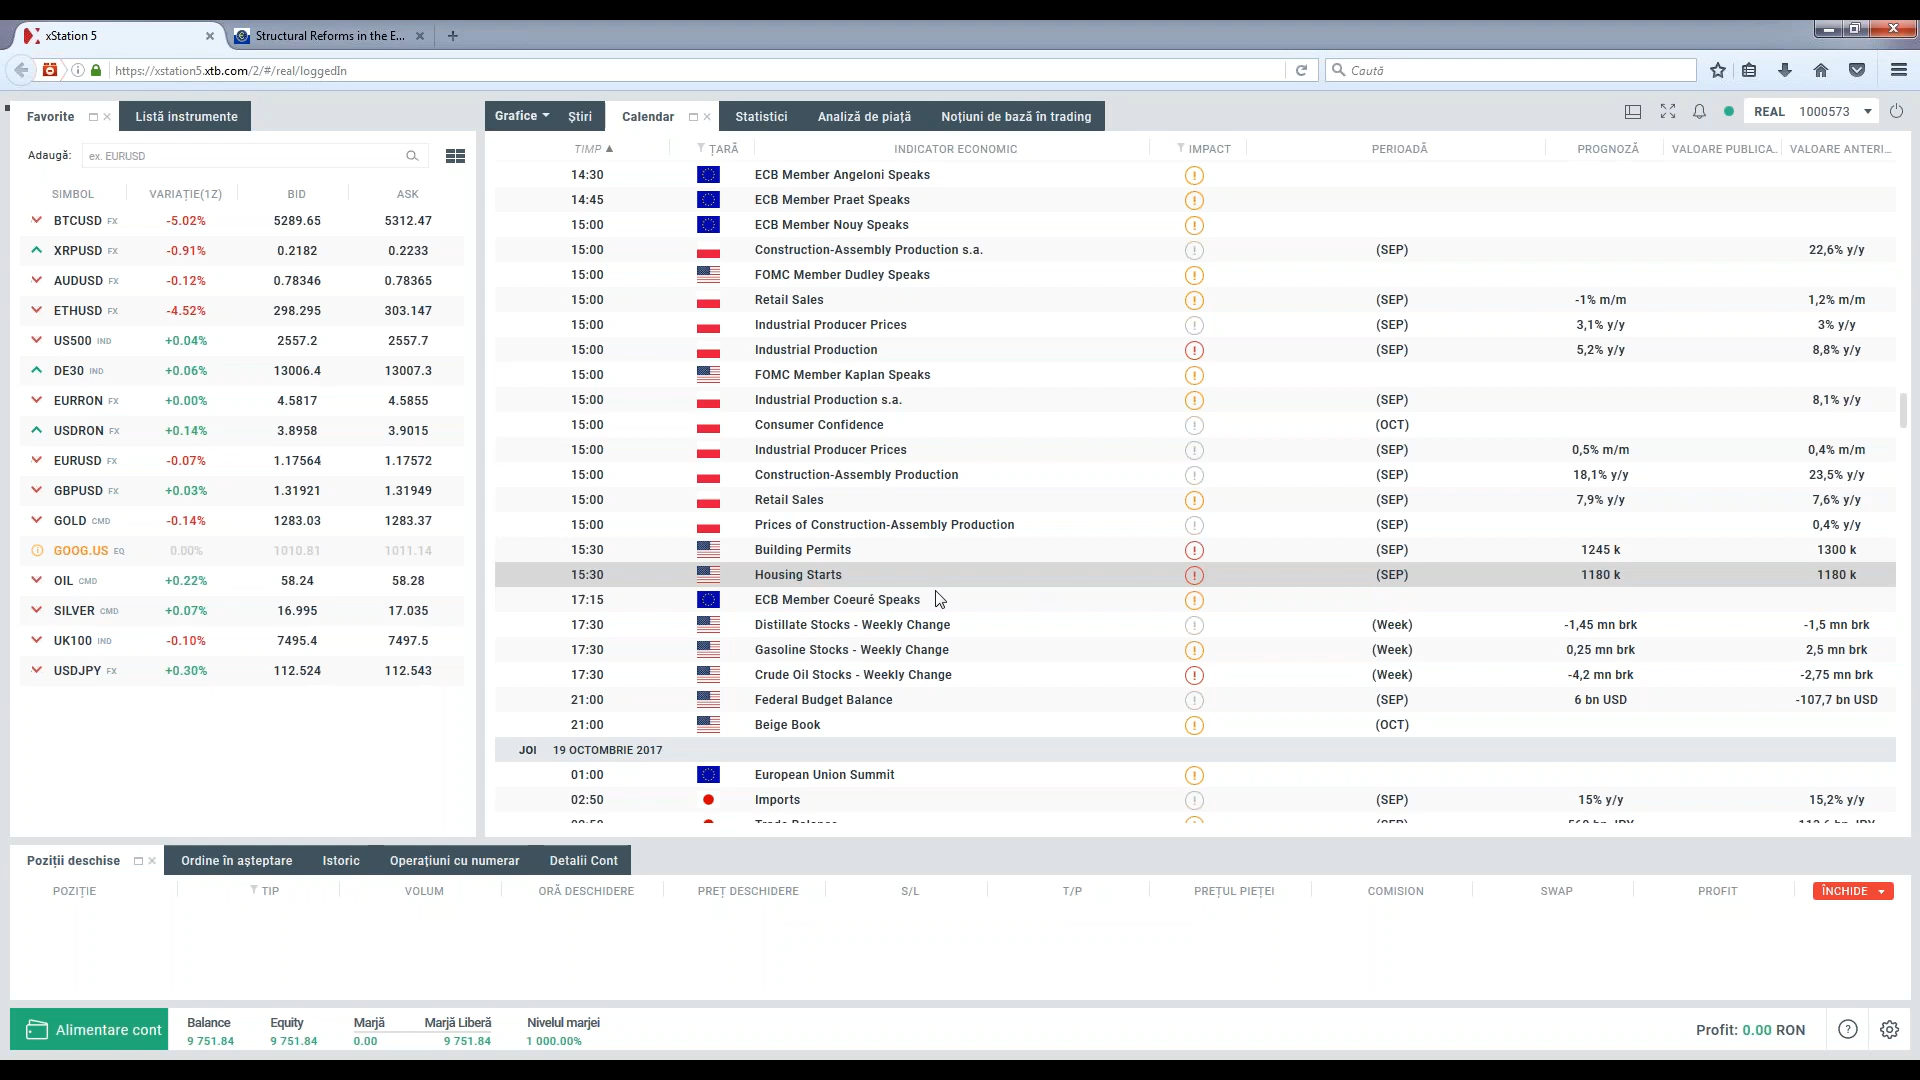 xStation 5
Structural Reforms in the E...
https://xstation5.xtb.com/2/#/real/loggedIn
Caută
Favorite
Listă instrumente
Adaugă:
ex. EURUSD
SIMBOL VARIAȚIE(1Z) BID ASK
BTCUSD FX -5.02% 5289.65 5312.47
XRPUSD FX -0.91% 0.2182 0.2233
AUDUSD FX -0.12% 0.78346 0.78365
ETHUSD FX -4.52% 298.295 303.147
US500 IND +0.04% 2557.2 2557.7
DE30 IND +0.06% 13006.4 13007.3
EURRON FX +0.00% 4.5817 4.5855
USDRON FX +0.14% 3.8958 3.9015
EURUSD FX -0.07% 1.17564 1.17572
GBPUSD FX +0.03% 1.31921 1.31949
GOLD CMD -0.14% 1283.03 1283.37
GOOG.US EQ 0.00% 1010.81 1011.14
OIL CMD +0.22% 58.24 58.28
SILVER CMD +0.07% 16.995 17.035
UK100 IND -0.10% 7495.4 7497.5
USDJPY FX +0.30% 112.524 112.543
Grafice Știri Calendar Statistici Analiză de piață Noțiuni de bază în trading
REAL 1000573
TIMP ▲ ȚARĂ INDICATOR ECONOMIC IMPACT PERIOADĂ PROGNOZĂ VALOARE PUBLICA.. VALOARE ANTERI...
14:30 ECB Member Angeloni Speaks
14:45 ECB Member Praet Speaks
15:00 ECB Member Nouy Speaks
15:00 Construction-Assembly Production s.a. (SEP) 22,6% y/y
15:00 FOMC Member Dudley Speaks
15:00 Retail Sales (SEP) -1% m/m 1,2% m/m
15:00 Industrial Producer Prices (SEP) 3,1% y/y 3% y/y
15:00 Industrial Production (SEP) 5,2% y/y 8,8% y/y
15:00 FOMC Member Kaplan Speaks
15:00 Industrial Production s.a. (SEP) 8,1% y/y
15:00 Consumer Confidence (OCT)
15:00 Industrial Producer Prices (SEP) 0,5% m/m 0,4% m/m
15:00 Construction-Assembly Production (SEP) 18,1% y/y 23,5% y/y
15:00 Retail Sales (SEP) 7,9% y/y 7,6% y/y
15:00 Prices of Construction-Assembly Production (SEP) 0,4% y/y
15:30 Building Permits (SEP) 1245 k 1300 k
15:30 Housing Starts (SEP) 1180 k 1180 k
17:15 ECB Member Coeuré Speaks
17:30 Distillate Stocks - Weekly Change (Week) -1,45 mn brk -1,5 mn brk
17:30 Gasoline Stocks - Weekly Change (Week) 0,25 mn brk 2,5 mn brk
17:30 Crude Oil Stocks - Weekly Change (Week) -4,2 mn brk -2,75 mn brk
21:00 Federal Budget Balance (SEP) 6 bn USD -107,7 bn USD
21:00 Beige Book (OCT)
JOI 19 OCTOMBRIE 2017
01:00 European Union Summit
02:50 Imports (SEP) 15% y/y 15,2% y/y
Poziții deschise Ordine în așteptare Istoric Operațiuni cu numerar Detalii Cont
POZIȚIE TIP VOLUM ORĂ DESCHIDERE PREȚ DESCHIDERE S/L T/P PREȚUL PIEȚEI COMISION SWAP PROFIT ÎNCHIDE
Alimentare cont
Balance Equity Marjă Marjă Liberă Nivelul marjei
9 751.84 9 751.84 0.00 9 751.84 1 000.00%
Profit: 0.00 RON